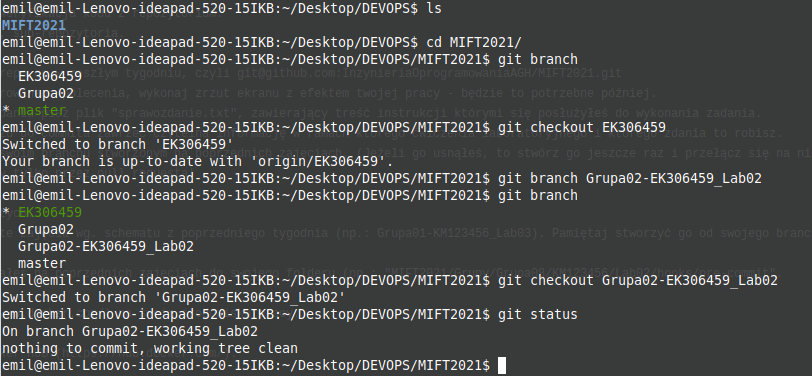 emil@emil-Lenovo-ideapad-520-15IKB:~/Desktop/DEVOPS$ ls
MIFT2021
emil@emil-Lenovo-ideapad-520-15IKB:~/Desktop/DEVOPS$ cd MIFT2021/
emil@emil-Lenovo-ideapad-520-15IKB:~/Desktop/DEVOPS/MIFT2021$ git branch
  EK306459
  Grupa02
* master
emil@emil-Lenovo-ideapad-520-15IKB:~/Desktop/DEVOPS/MIFT2021$ git checkout EK306459
Switched to branch 'EK306459'
Your branch is up-to-date with 'origin/EK306459'.
emil@emil-Lenovo-ideapad-520-15IKB:~/Desktop/DEVOPS/MIFT2021$ git branch Grupa02-EK306459_Lab02
emil@emil-Lenovo-ideapad-520-15IKB:~/Desktop/DEVOPS/MIFT2021$ git branch
* EK306459
  Grupa02
  Grupa02-EK306459_Lab02
  master
emil@emil-Lenovo-ideapad-520-15IKB:~/Desktop/DEVOPS/MIFT2021$ git checkout Grupa02-EK306459_Lab02
Switched to branch 'Grupa02-EK306459_Lab02'
emil@emil-Lenovo-ideapad-520-15IKB:~/Desktop/DEVOPS/MIFT2021$ git status
On branch Grupa02-EK306459_Lab02
nothing to commit, working tree clean
emil@emil-Lenovo-ideapad-520-15IKB:~/Desktop/DEVOPS/MIFT2021$